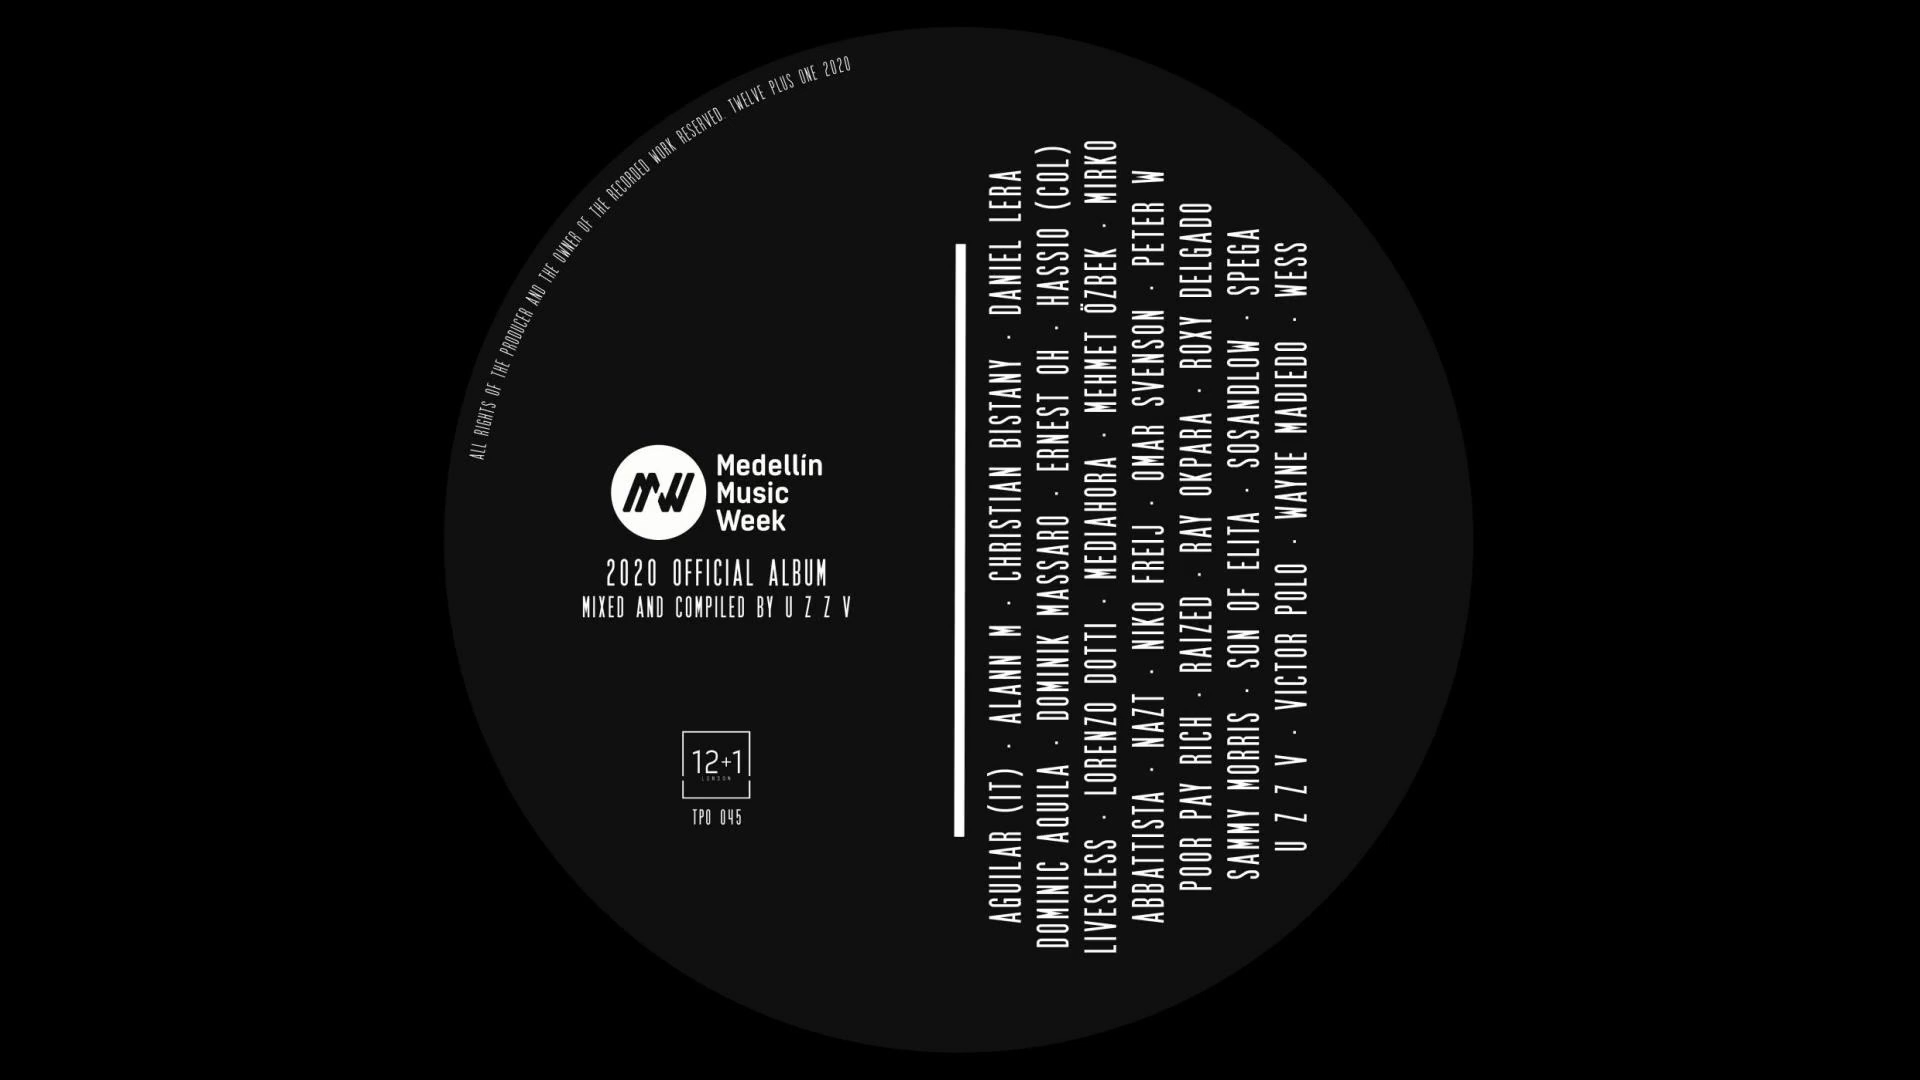 ALL RIGHTS OF THE PRODUCER AND THE OWNER OF THE RECORDED WORK RESERVED. TWELVE PLUS ONE 2020
MW
Medellín
Music
Week
2020 OFFICIAL ALBUM
MIXED AND COMPILED BY U Z Z V
12+1
LONDON
TPO 045
AGUILAR (IT) · ALANN M · CHRISTIAN BISTANY · DANIEL LERA
DOMINIC AQUILA · DOMINIK MASSARO · ERNEST OH · HASSIO (COL)
LIVESLESS · LORENZO DOTTI · MEDIAHORA · MEHMET ÖZBEK · MIRKO
ABBATTISTA · NAZT · NIKO FREIJ · OMAR SVENSON · PETER W
POOR PAY RICH · RAIZED · RAY OKPARA · ROXY DELGADO
SAMMY MORRIS · SON OF ELITA · SOSANDLOW · SPEGA
U Z Z V · VICTOR POLO · WAYNE MADIEDO · WESS